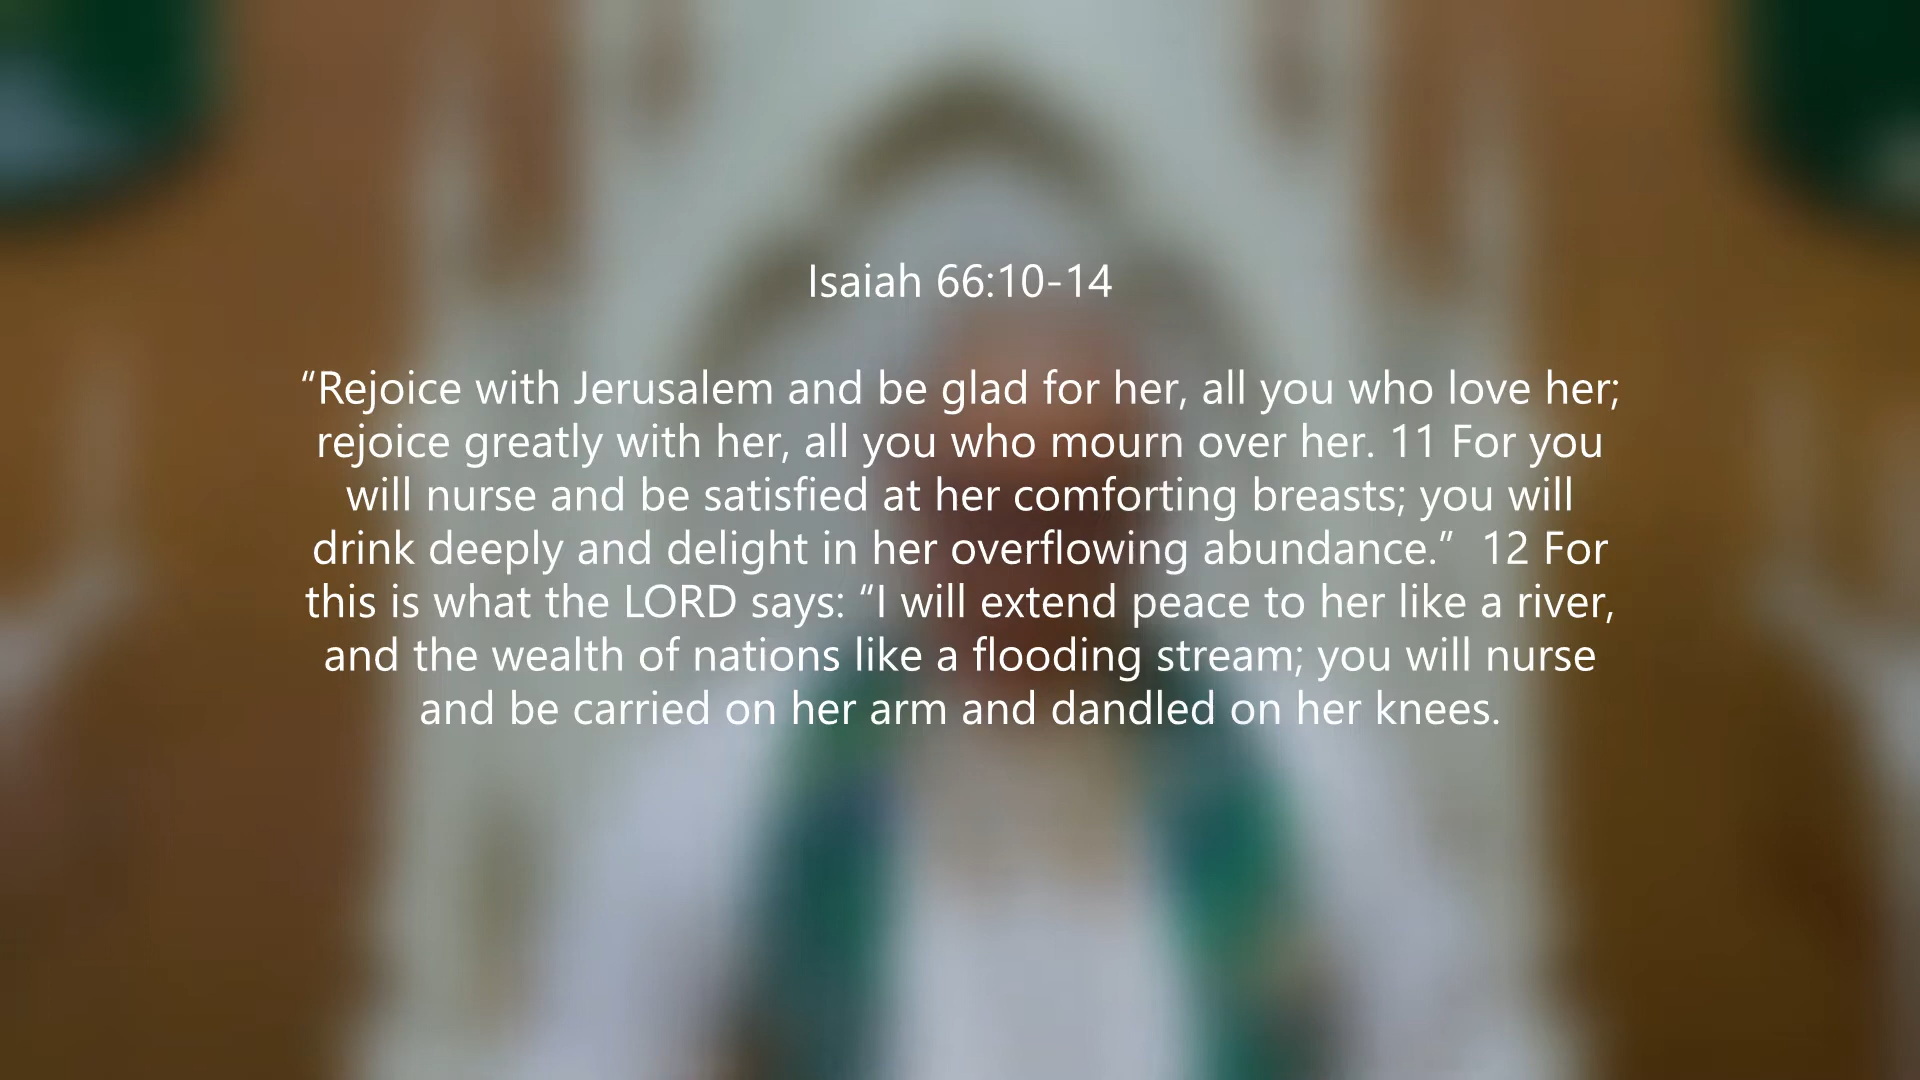 Isaiah 66:10-14
“Rejoice with Jerusalem and be glad for her, all you who love her;
rejoice greatly with her, all you who mourn over her. 11 For you
will nurse and be satisfied at her comforting breasts; you will
drink deeply and delight in her overflowing abundance.”  12 For
this is what the LORD says: “I will extend peace to her like a river,
and the wealth of nations like a flooding stream; you will nurse
and be carried on her arm and dandled on her knees.